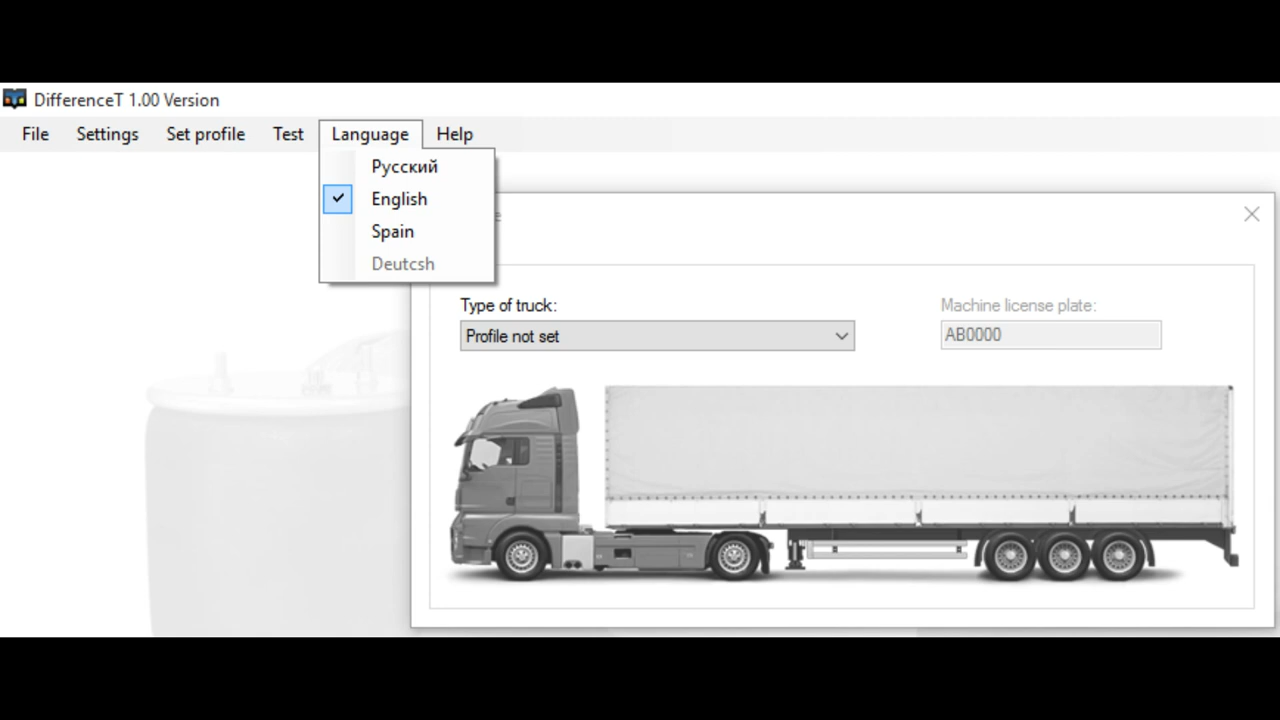 DifferenceT 1.00 Version
File Settings Set profile Test Language Help
Русский
English
Spain
Deutcsh
Type of truck:
Machine license plate:
Profile not set
AB0000